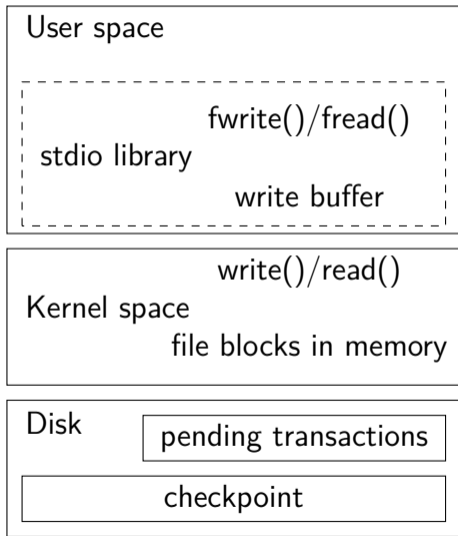 User space
fwrite()/fread()
stdio library
write buffer
write()/read()
Kernel space
file blocks in memory
Disk
pending transactions
checkpoint